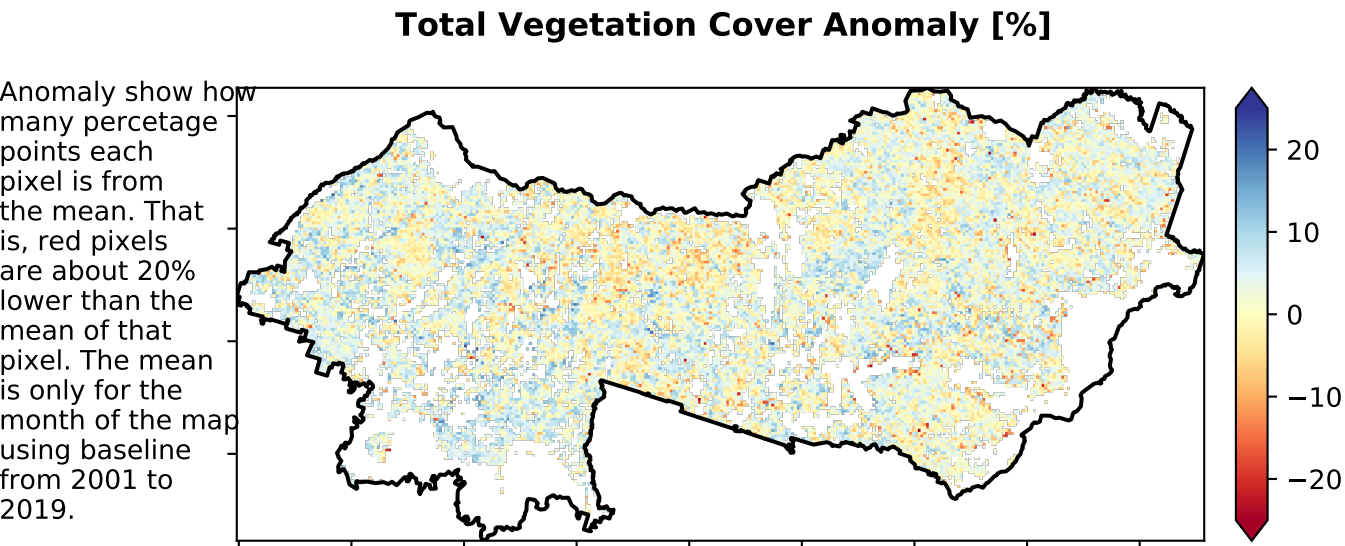 Total Vegetation Cover Anomaly [%]
Anomaly show how
many percetage
points each
pixel is from
the mean. That
is, red pixels
are about 20%
lower than the
mean of that
pixel. The mean
is only for the
month of the map
using baseline
from 2001 to
2019.
20
10
0
−10
−20